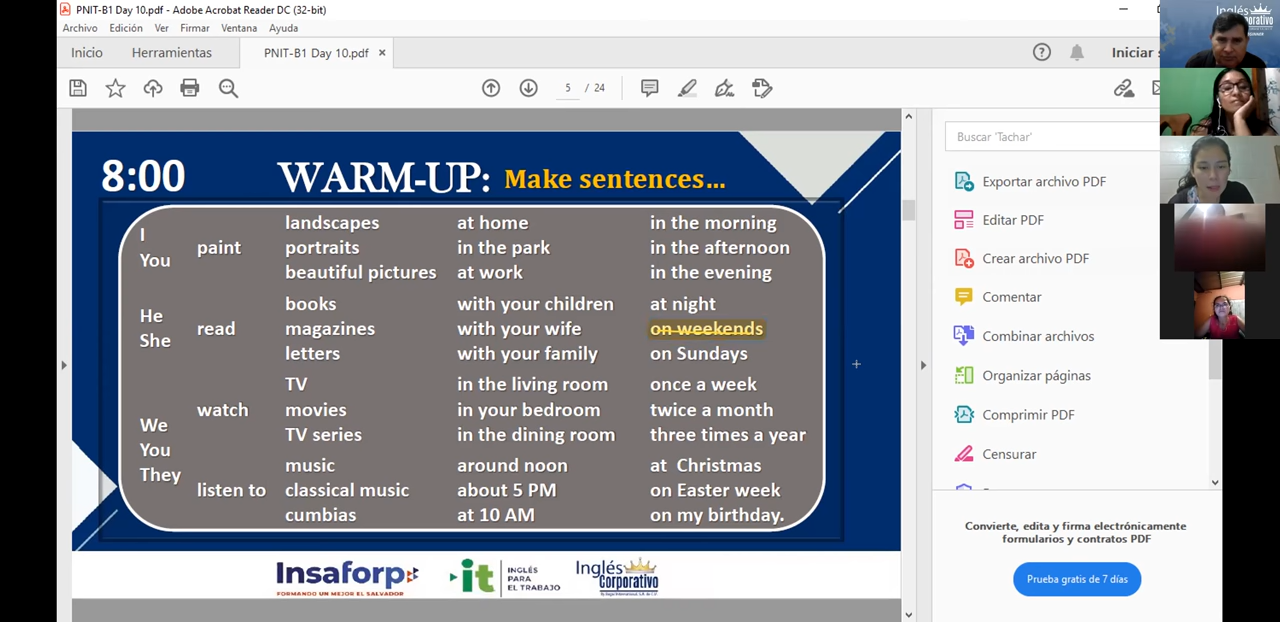 PNIT-B1 Day 10.pdf - Adobe Acrobat Reader DC (32-bit)
Archivo Edición Ver Firmar Ventana Ayuda
Inicio Herramientas PNIT-B1 Day 10.pdf × Iniciar
5 / 24
Buscar 'Tachar'
Exportar archivo PDF
Editar PDF
Crear archivo PDF
Comentar
Combinar archivos
Organizar páginas
Comprimir PDF
Censurar
Convierte, edita y firma electrónicamente
formularios y contratos PDF
Prueba gratis de 7 días
8:00 WARM-UP: Make sentences...
I
You
paint
landscapes at home in the morning
portraits in the park in the afternoon
beautiful pictures at work in the evening
He
She
read
books with your children at night
magazines with your wife on weekends
letters with your family on Sundays
We
You
They
watch
TV in the living room once a week
movies in your bedroom twice a month
TV series in the dining room three times a year
listen to
music around noon at Christmas
classical music about 5 PM on Easter week
cumbias at 10 AM on my birthday.
Insaforp
FORMANDO UN MEJOR EL SALVADOR
it
INGLÉS
PARA
EL TRABAJO
Inglés
Corporativo
Inglés